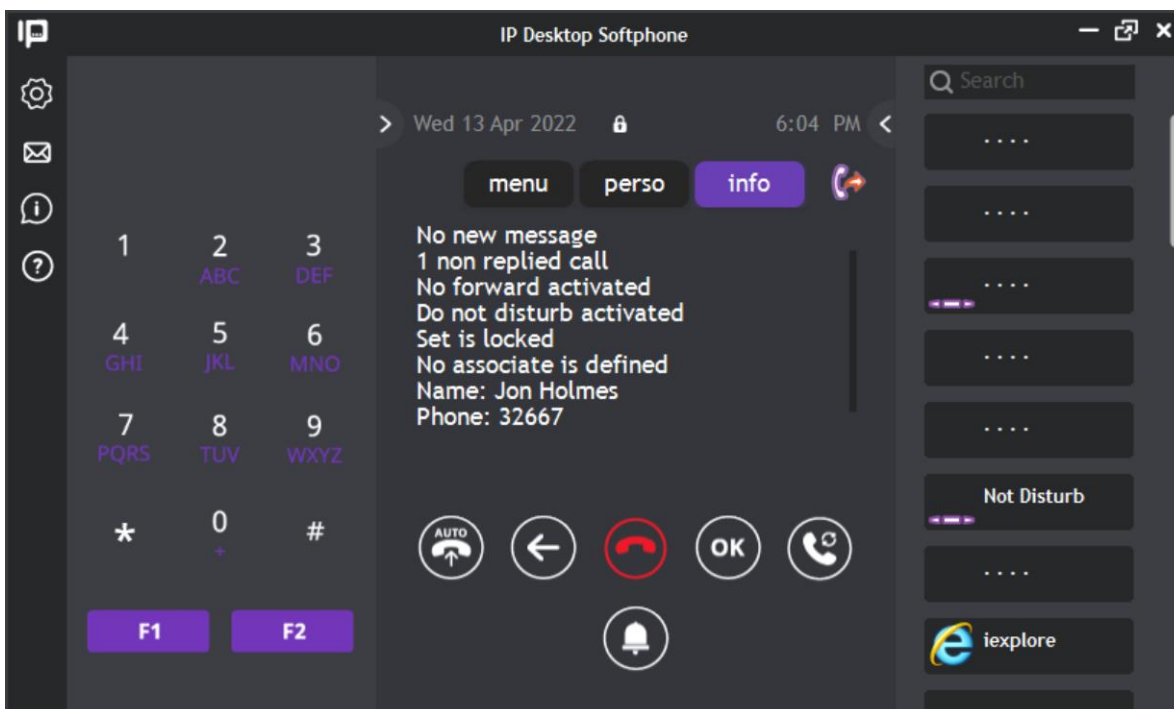 IP Desktop Softphone
Wed 13 Apr 2022 6:04 PM
menu perso info
No new message
1 non replied call
No forward activated
Do not disturb activated
Set is locked
No associate is defined
Name: Jon Holmes
Phone: 32667
1 2 3
ABC DEF
4 5 6
GHI JKL MNO
7 8 9
PQRS TUV WXYZ
* 0 #
+
F1 F2
AUTO OK
Search
. . . .
. . . .
. . . .
. . . .
. . . .
Not Disturb
. . . .
iexplore